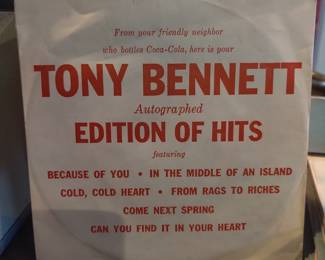 From your friendly neighbor
who bottles Coca-Cola, here is your
TONY BENNETT
Autographed
EDITION OF HITS
featuring
BECAUSE OF YOU • IN THE MIDDLE OF AN ISLAND
COLD, COLD HEART • FROM RAGS TO RICHES
COME NEXT SPRING
CAN YOU FIND IT IN YOUR HEART